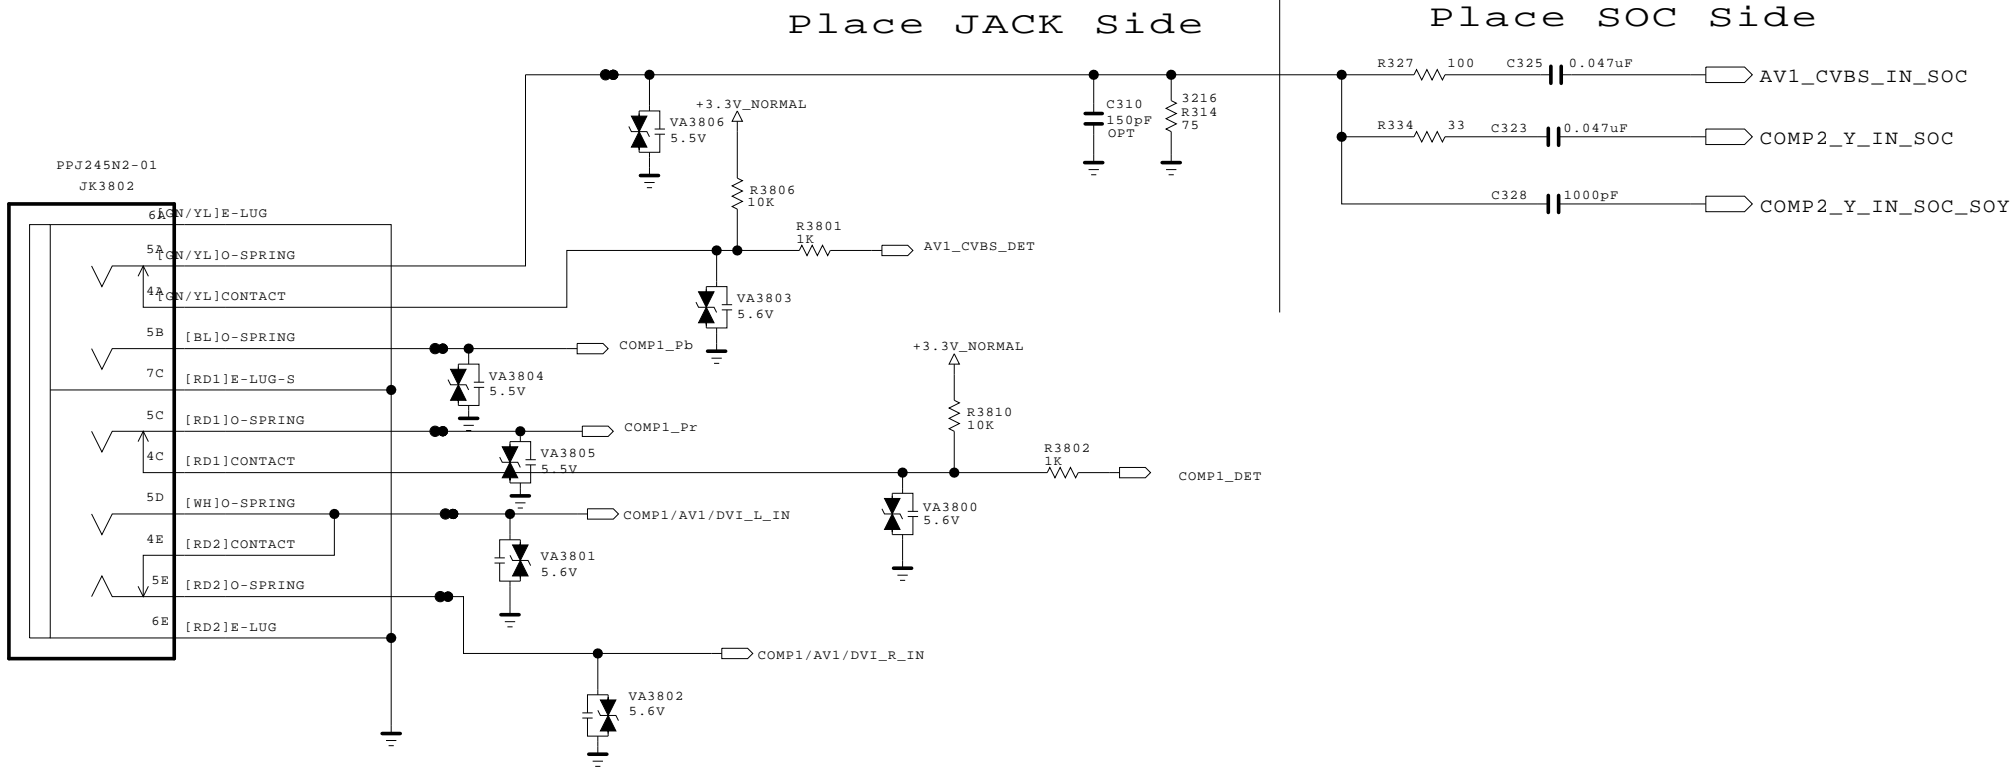 Place JACK Side
Place SOC Side
R327 100 C325 0.047uF
AV1_CVBS_IN_SOC
+3.3V_NORMAL
VA3806
5.5V
C310
150pF
OPT
3216
R314
75
R334 33 C323 0.047uF
COMP2_Y_IN_SOC
PPJ245N2-01
JK3802
R3806
10K
C328 1000pF
COMP2_Y_IN_SOC_SOY
6A [GN/YL]E-LUG
R3801
1K
AV1_CVBS_DET
5A [GN/YL]O-SPRING
4A [GN/YL]CONTACT
VA3803
5.6V
5B [BL]O-SPRING
COMP1_Pb
+3.3V_NORMAL
7C [RD1]E-LUG-S
VA3804
5.5V
5C [RD1]O-SPRING
COMP1_Pr
R3810
10K
4C [RD1]CONTACT
VA3805
5.5V
R3802
1K
COMP1_DET
5D [WH]O-SPRING
COMP1/AV1/DVI_L_IN
VA3800
5.6V
4E [RD2]CONTACT
VA3801
5.6V
5E [RD2]O-SPRING
6E [RD2]E-LUG
COMP1/AV1/DVI_R_IN
VA3802
5.6V